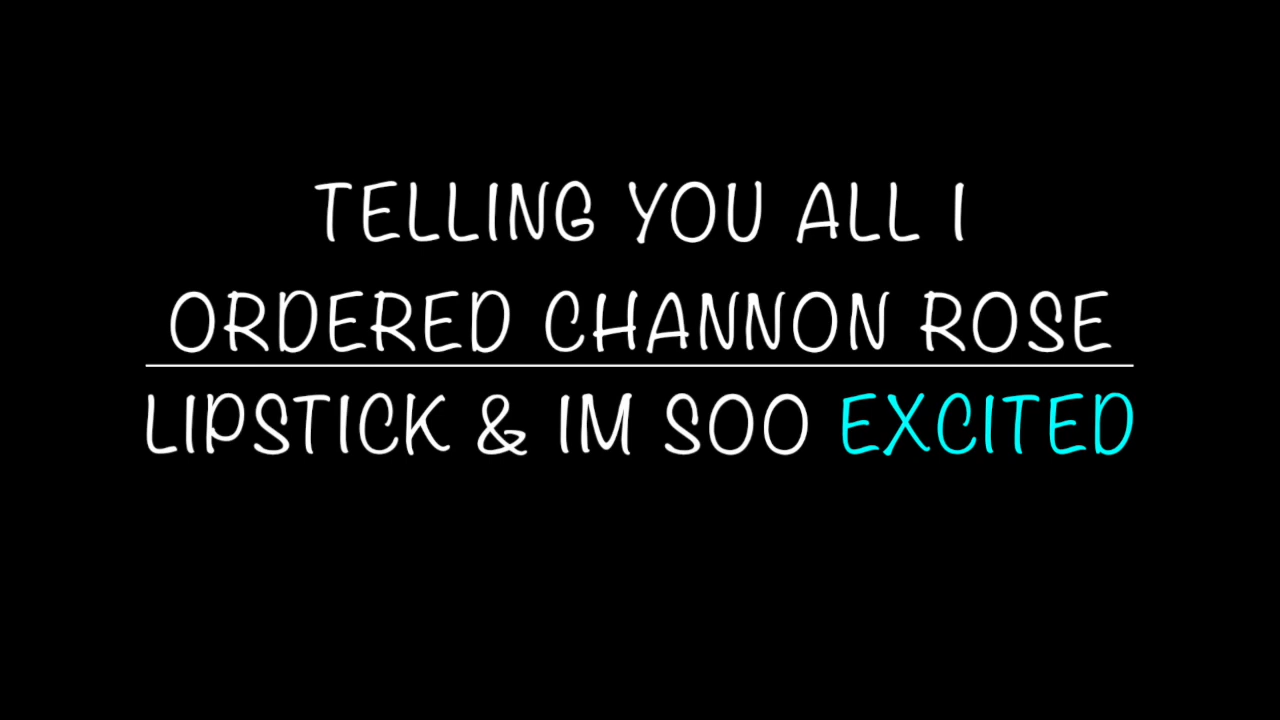 TELLING YOU ALL I
ORDERED CHANNON ROSE
LIPSTICK & IM SOO EXCITED